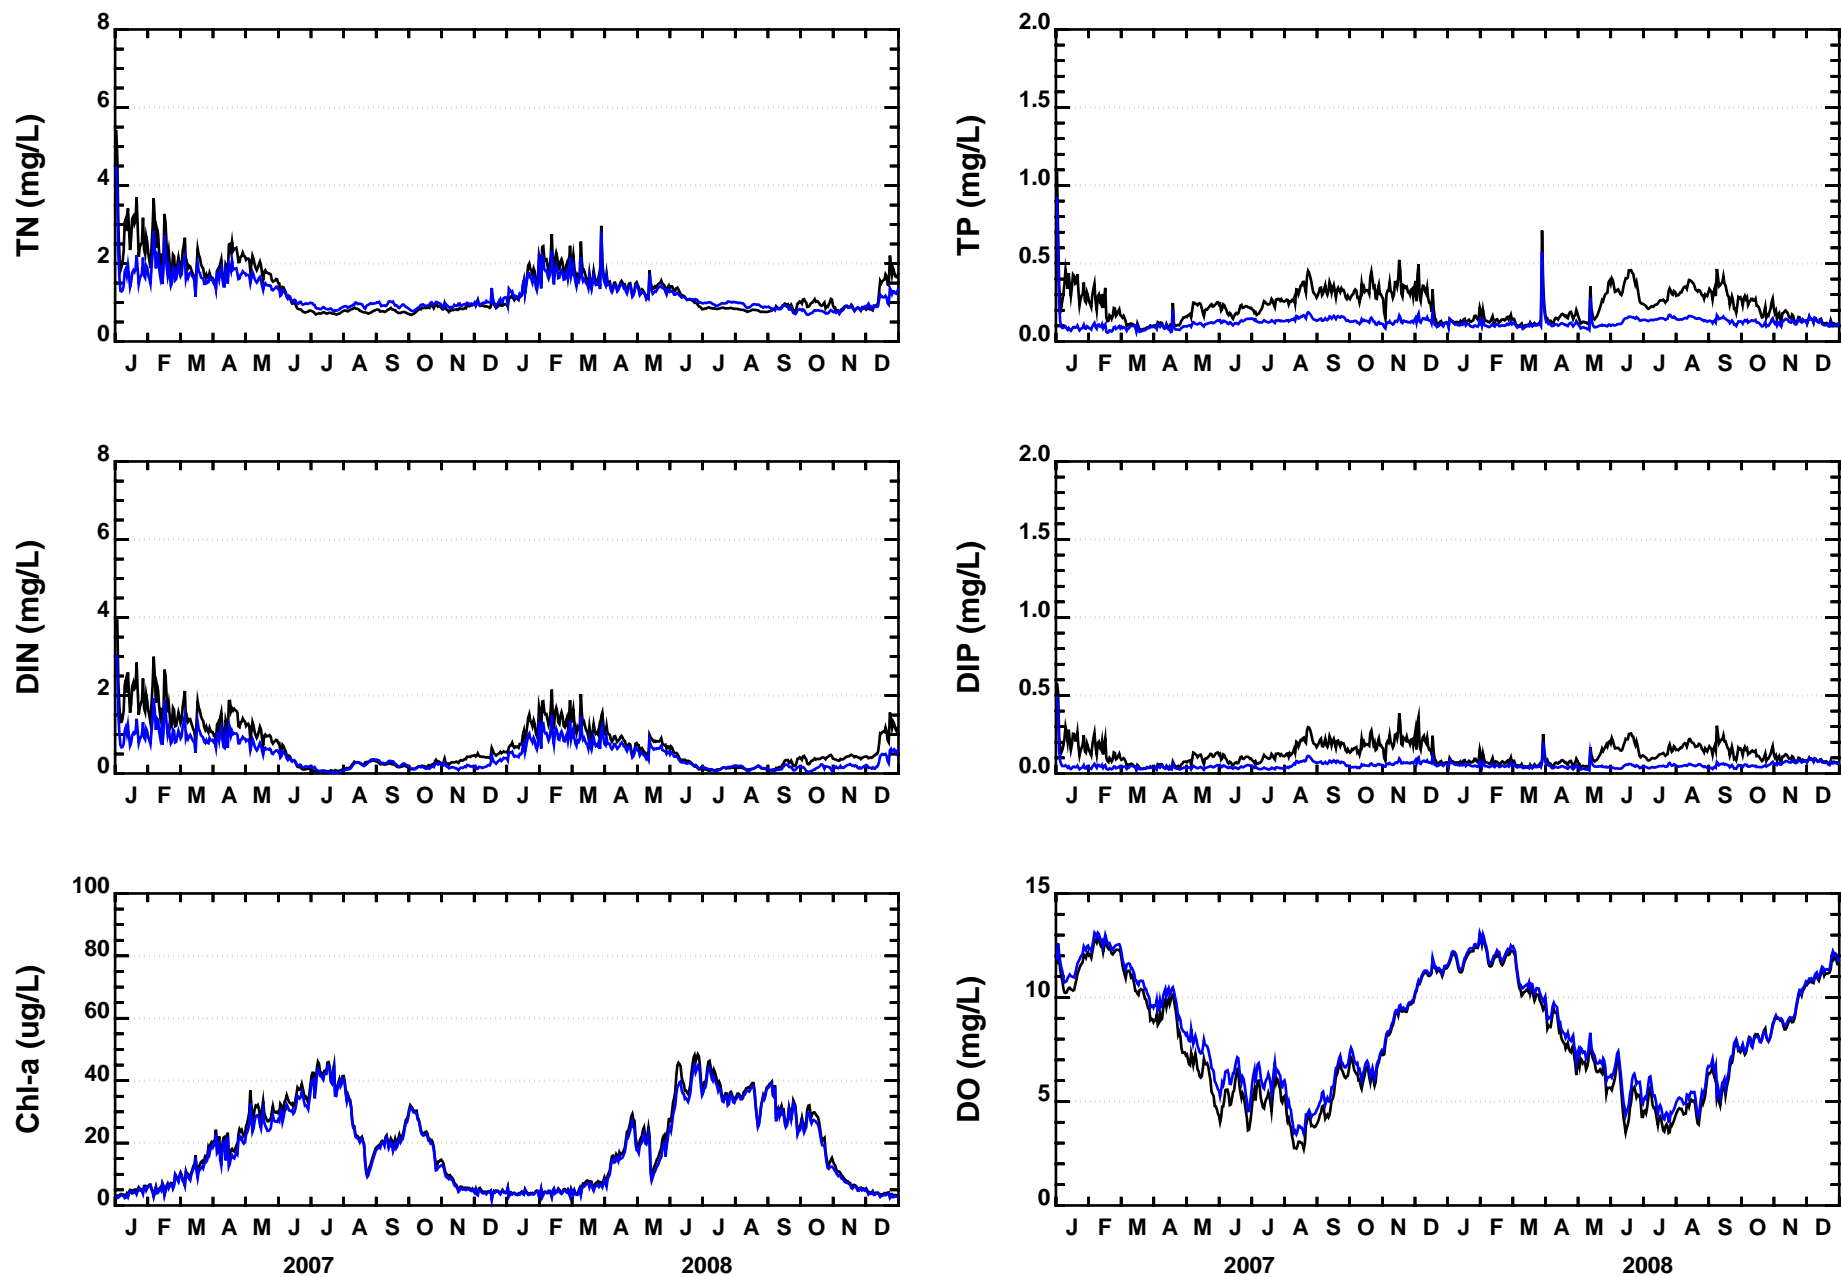 TN (mg/L)
8
6
4
2
0
J F M A M J J A S O N D J F M A M J J A S O N D
TP (mg/L)
2.0
1.5
1.0
0.5
0.0
J F M A M J J A S O N D J F M A M J J A S O N D
DIN (mg/L)
8
6
4
2
0
J F M A M J J A S O N D J F M A M J J A S O N D
DIP (mg/L)
2.0
1.5
1.0
0.5
0.0
J F M A M J J A S O N D J F M A M J J A S O N D
Chl-a (ug/L)
100
80
60
40
20
0
J F M A M J J A S O N D J F M A M J J A S O N D
2007 2008
DO (mg/L)
15
10
5
0
J F M A M J J A S O N D J F M A M J J A S O N D
2007 2008